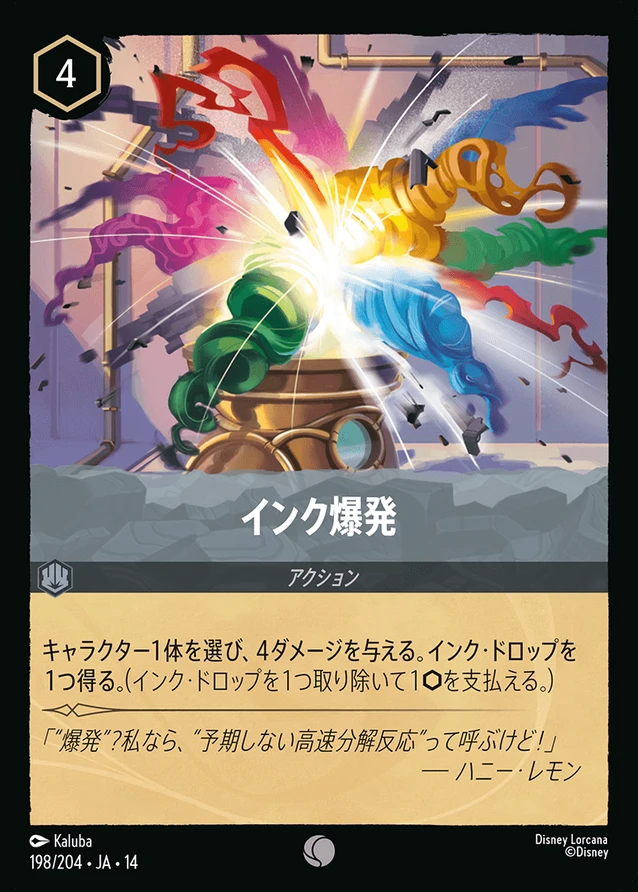 4
インク爆発
アクション
キャラクター1体を選び、4ダメージを与える。インク・ドロップを
1つ得る。(インク・ドロップを1つ取り除いて1⬡を支払える。)
「“爆発”?私なら、“予期しない高速分解反応”って呼ぶけど!」
— ハニー・レモン
Kaluba
198/204 • JA • 14
Disney Lorcana
©Disney